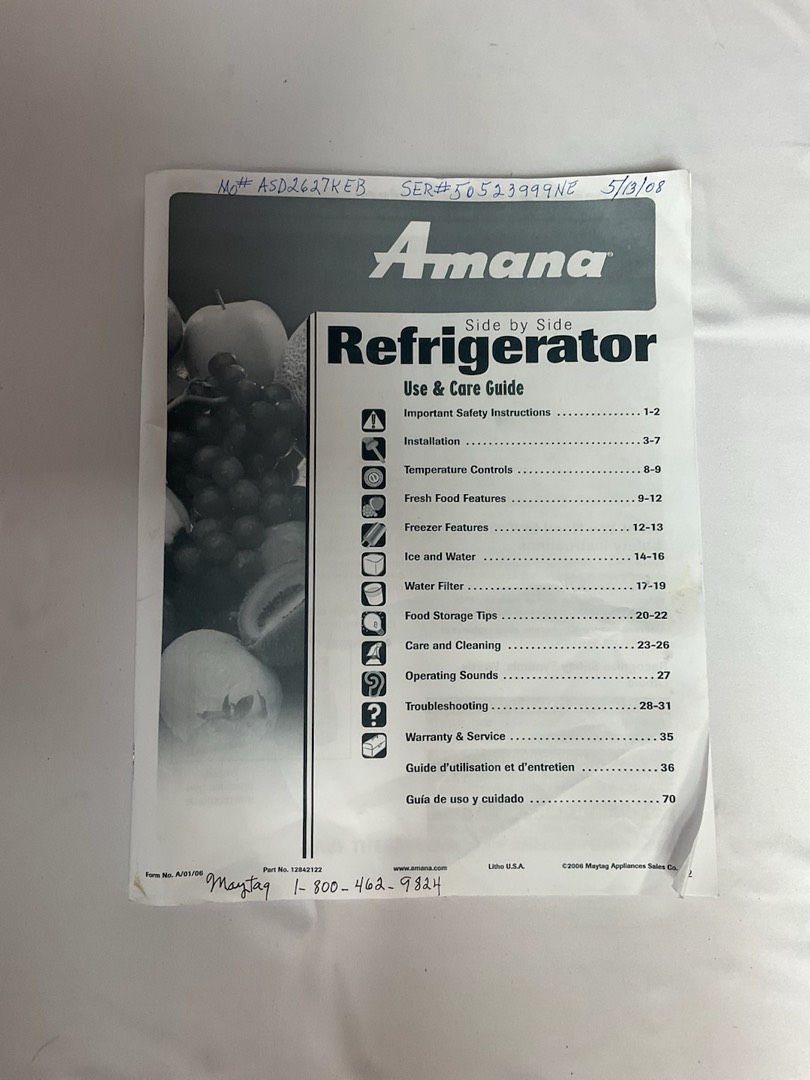 Mo# ASD2627KEB SER# 50523999NE 5/13/08
Amana®
Side by Side
Refrigerator
Use & Care Guide
Important Safety Instructions ............... 1-2
Installation ............................... 3-7
Temperature Controls ...................... 8-9
Fresh Food Features ...................... 9-12
Freezer Features ......................... 12-13
Ice and Water ........................... 14-16
Water Filter ............................. 17-19
Food Storage Tips ....................... 20-22
Care and Cleaning ...................... 23-26
Operating Sounds .......................... 27
Troubleshooting ......................... 28-31
Warranty & Service ......................... 35
Guide d'utilisation et d'entretien ............. 36
Guía de uso y cuidado ...................... 70
Form No. A/01/06 Part No. 12842122 www.amana.com Litho U.S.A. ©2006 Maytag Appliances Sales Co.
Maytag 1-800-462-9824